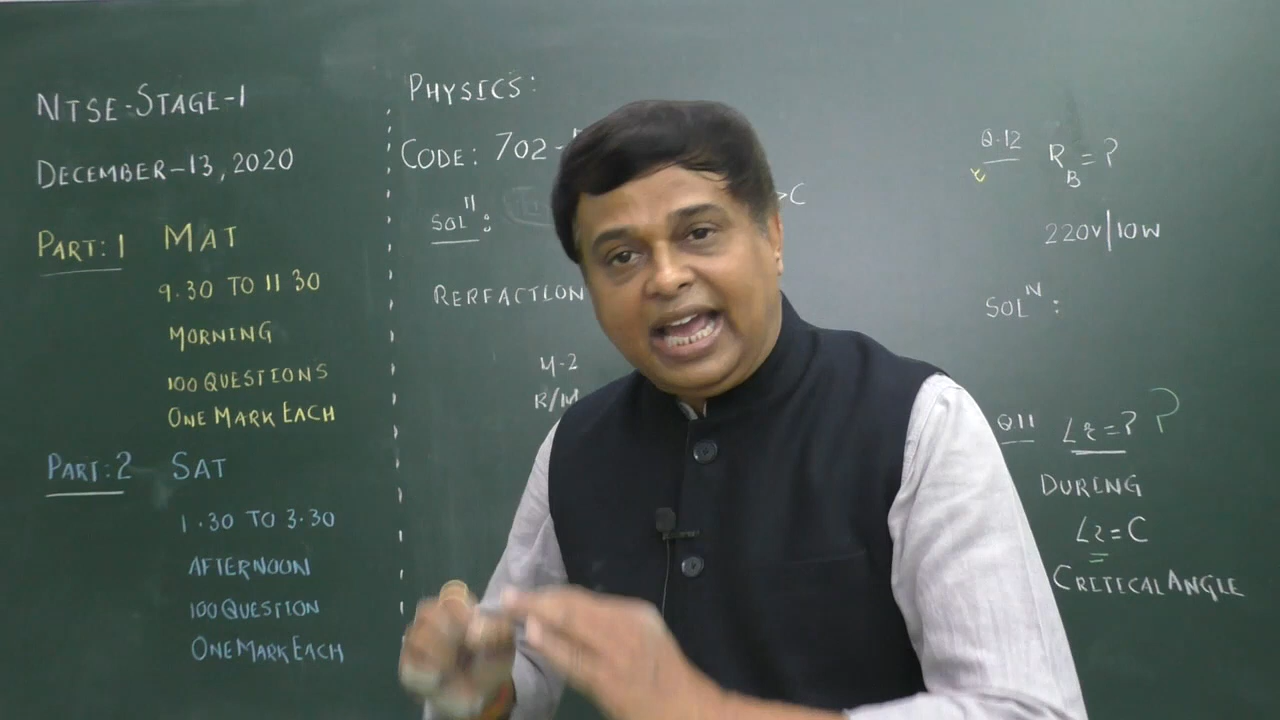 NTSE-STAGE-1
DECEMBER-13, 2020
PART:1 MAT
9.30 TO 11 30
MORNING
100 QUESTIONS
ONE MARK EACH
PART:2 SAT
1.30 TO 3.30
AFTERNOON
100 QUESTION
ONE MARK EACH
PHYSICS:
CODE: 702-
SOL" :
>C
RERFACTION
4-2
R/M
Q.12 R_B = ?
220V/10W
SOL^N :
Q11 ∠r=? ?
DURING
∠r=C
CRITICAL ANGLE